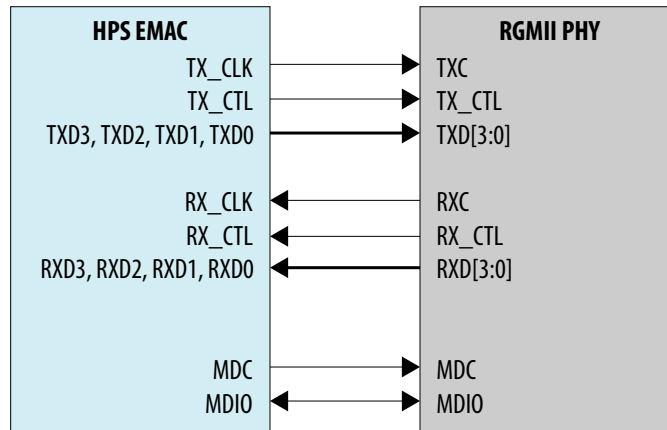 HPS EMAC
RGMII PHY
TX_CLK
TXC
TX_CTL
TX_CTL
TXD3, TXD2, TXD1, TXD0
TXD[3:0]
RX_CLK
RXC
RX_CTL
RX_CTL
RXD3, RXD2, RXD1, RXD0
RXD[3:0]
MDC
MDC
MDIO
MDIO